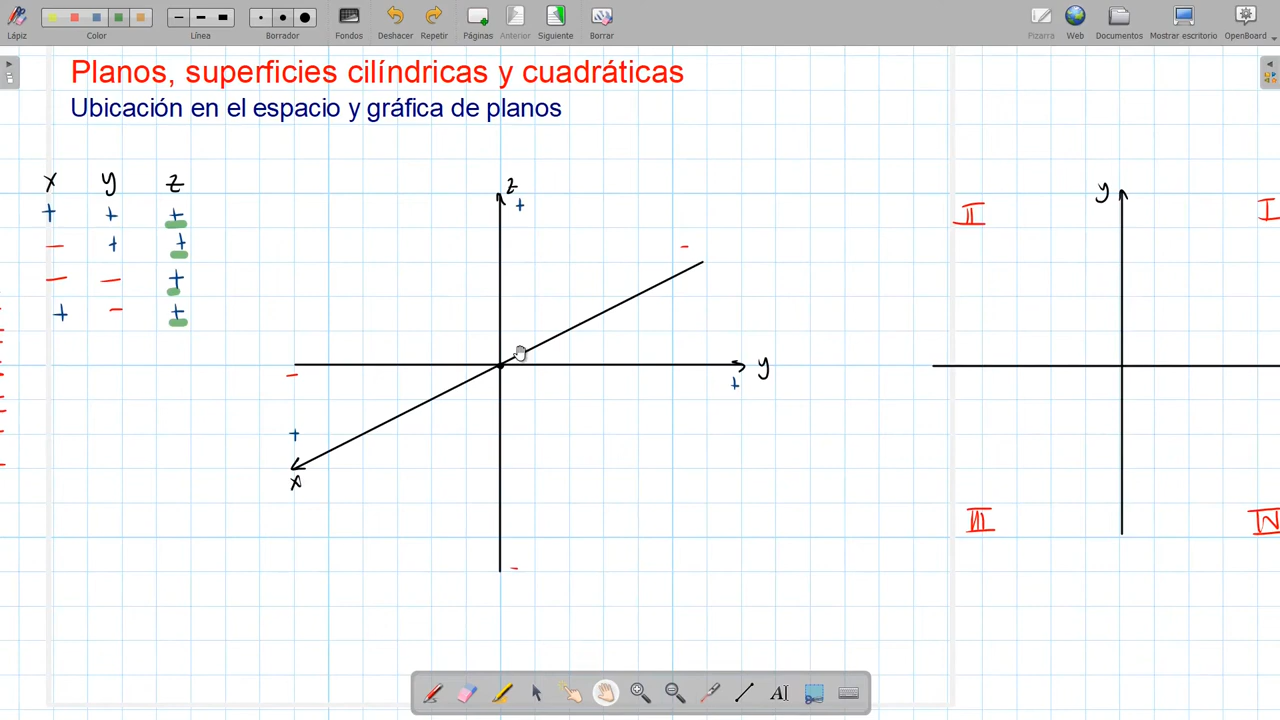 Lápiz Color Línea Borrador Fondos Deshacer Repetir Páginas Anterior Siguiente Borrar Pizarra Web Documentos Mostrar escritorio OpenBoard
Planos, superficies cilíndricas y cuadráticas
Ubicación en el espacio y gráfica de planos
x y z
+ + +
- + +
- - +
+ - +
z
+
-
y
+
-
+
x
-
y
II
I
III
IV
AI